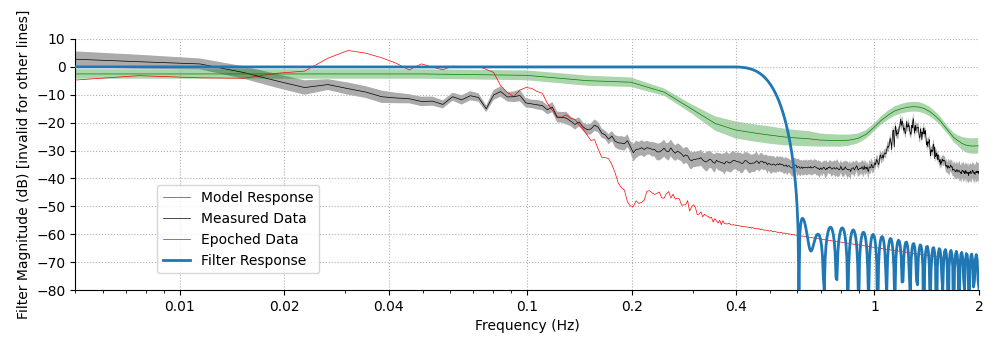 Filter Magnitude (dB) [invalid for other lines]
10
0
−10
−20
−30
−40
−50
−60
−70
−80
Model Response
Measured Data
Epoched Data
Filter Response
0.01 0.02 0.04 0.1 0.2 0.4 1 2
Frequency (Hz)